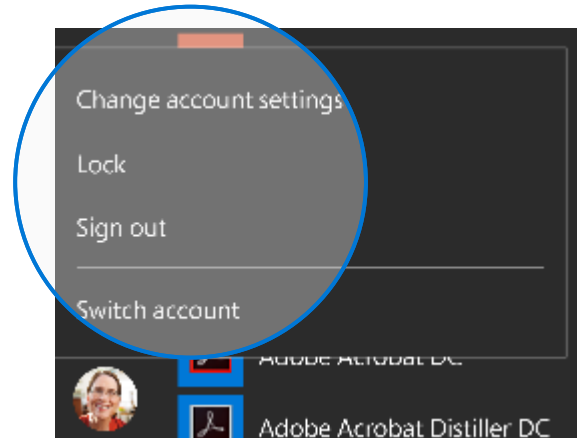 Change account settings
Lock
Sign out
Switch account
Adobe Acrobat DC
Adobe Acrobat Distiller DC